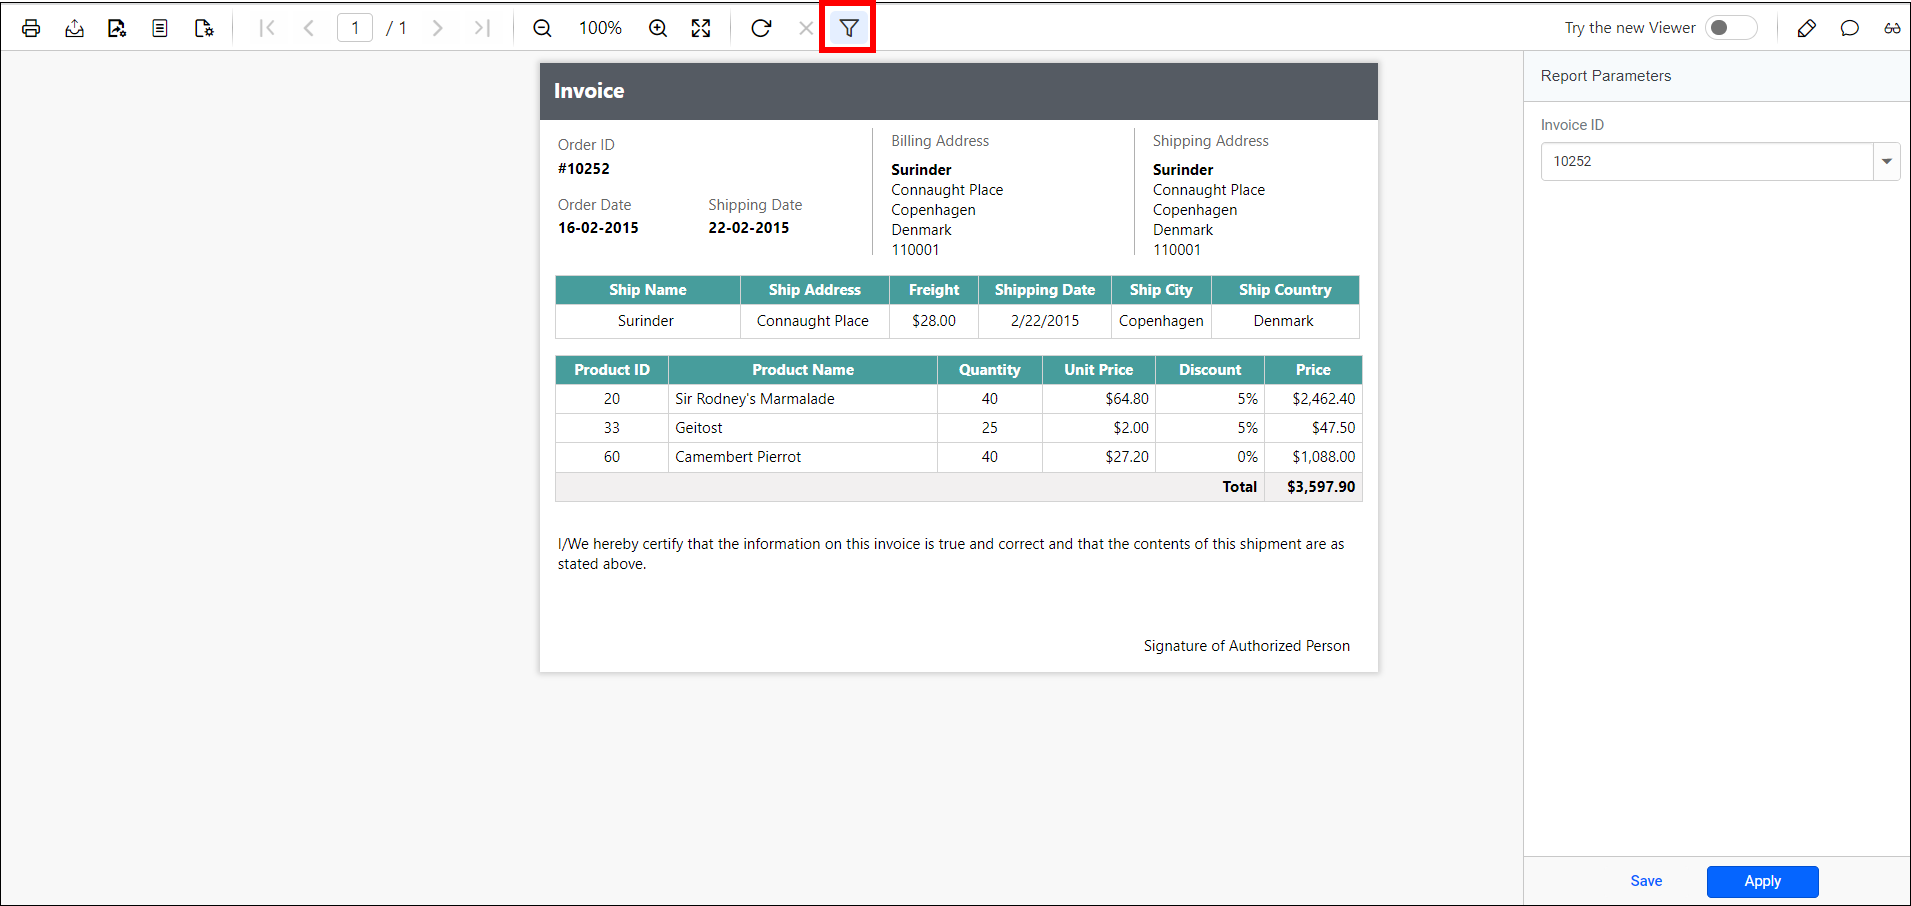 1 / 1 100% Try the new Viewer
Invoice
Order ID
#10252
Order Date Shipping Date
16-02-2015 22-02-2015
Billing Address
Surinder
Connaught Place
Copenhagen
Denmark
110001
Shipping Address
Surinder
Connaught Place
Copenhagen
Denmark
110001
Ship Name Ship Address Freight Shipping Date Ship City Ship Country
Surinder Connaught Place $28.00 2/22/2015 Copenhagen Denmark
Product ID Product Name Quantity Unit Price Discount Price
20 Sir Rodney's Marmalade 40 $64.80 5% $2,462.40
33 Geitost 25 $2.00 5% $47.50
60 Camembert Pierrot 40 $27.20 0% $1,088.00
Total $3,597.90
I/We hereby certify that the information on this invoice is true and correct and that the contents of this shipment are as
stated above.
Signature of Authorized Person
Report Parameters
Invoice ID
10252
Save Apply